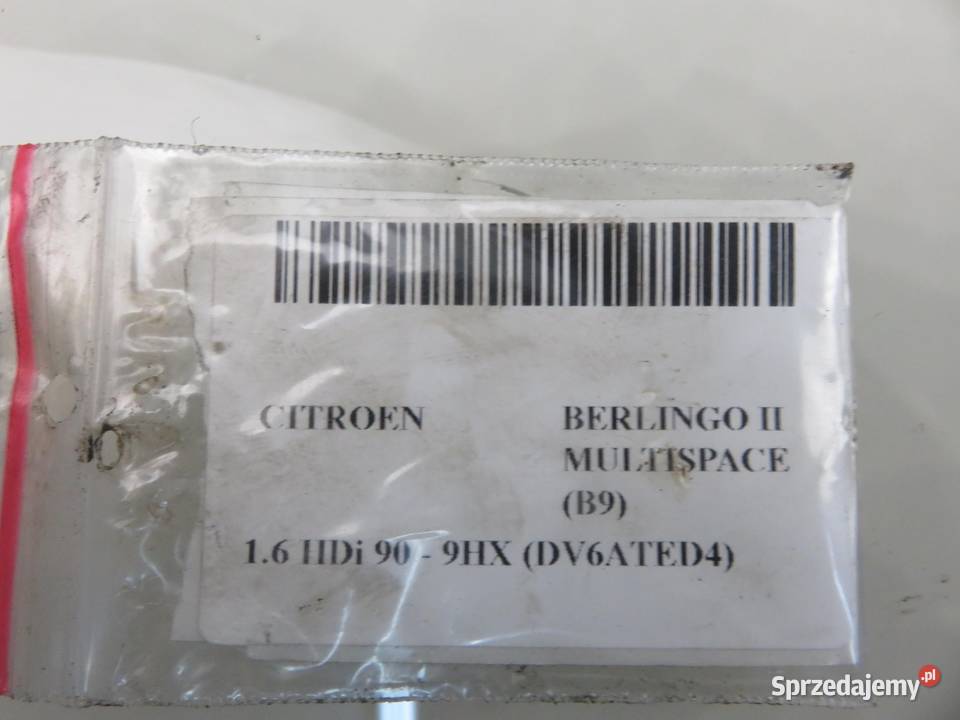 CITROEN BERLINGO II
MULTISPACE
(B9)
1.6 HDi 90 - 9HX (DV6ATED4)
Sprzedajemy.pl